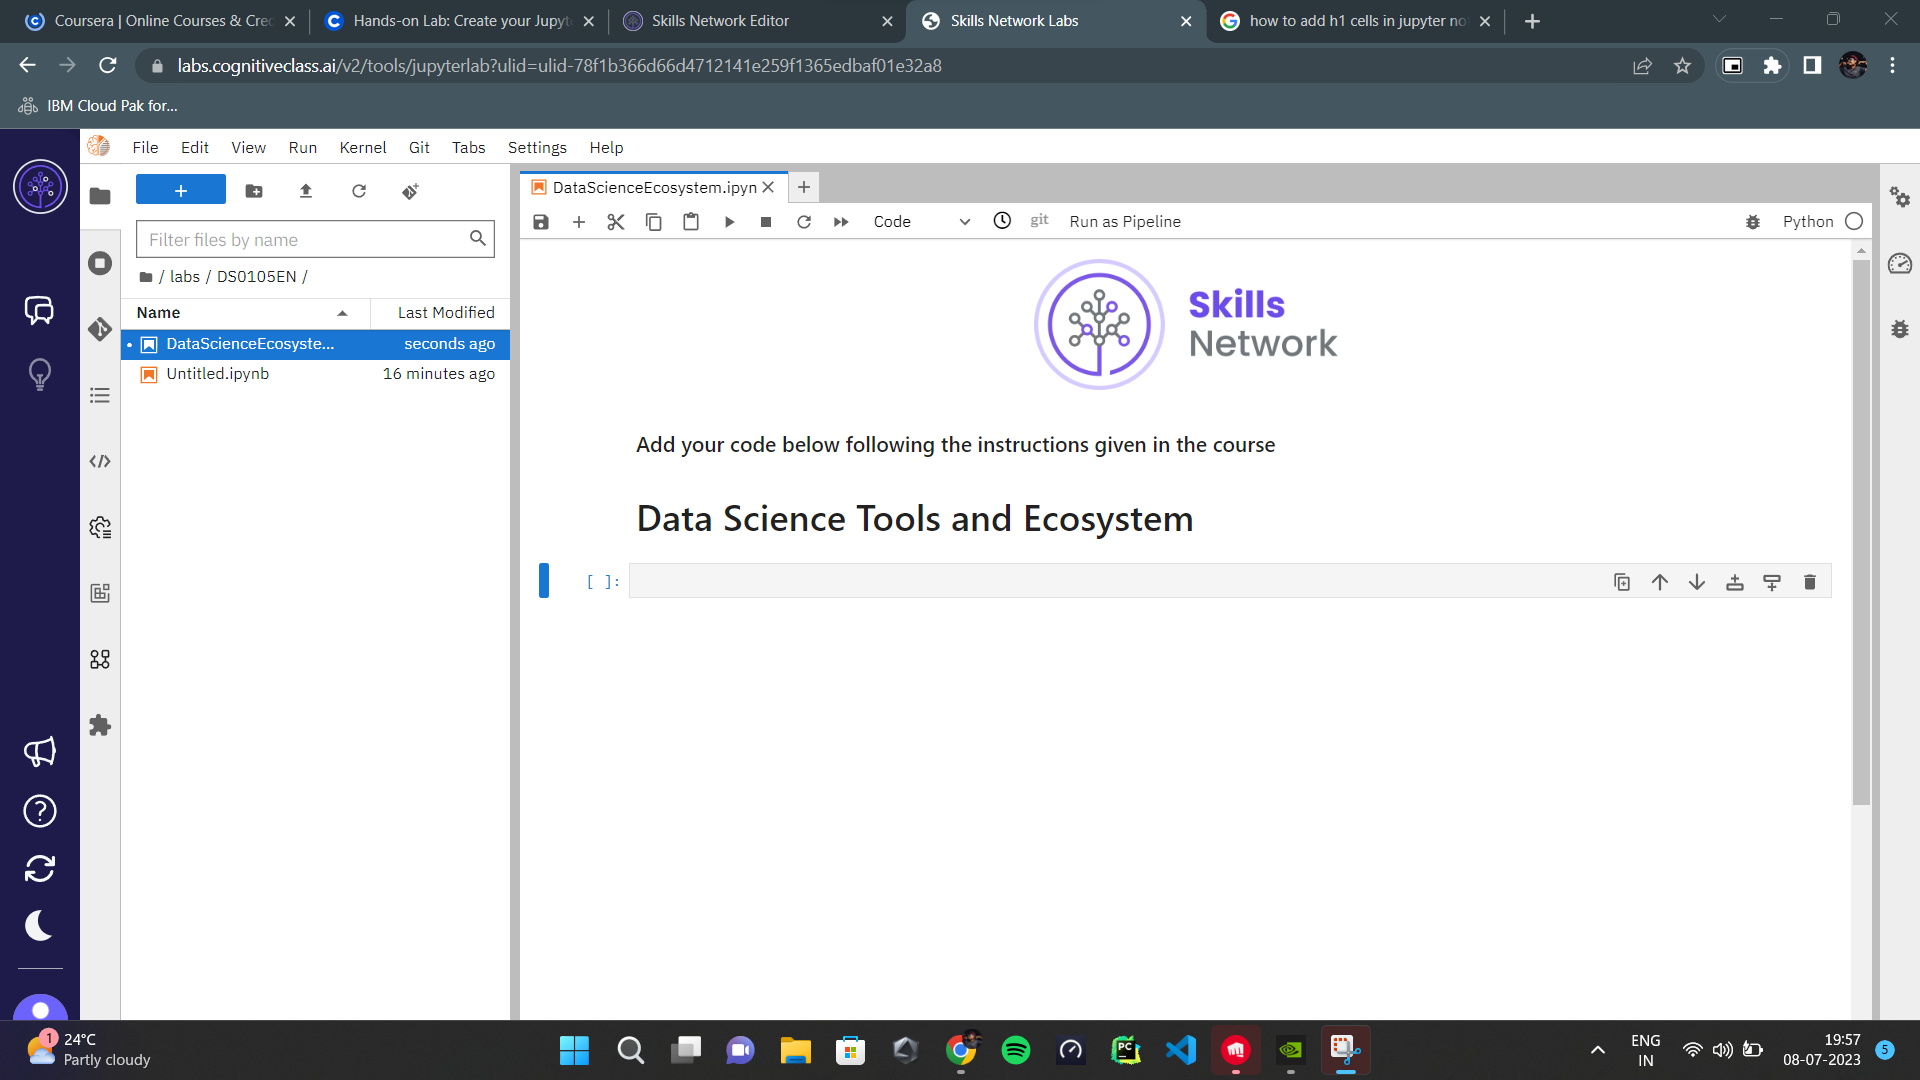 Coursera | Online Courses & Cred
Hands-on Lab: Create your Jupyte
Skills Network Editor
Skills Network Labs
how to add h1 cells in jupyter no
labs.cognitiveclass.ai/v2/tools/jupyterlab?ulid=ulid-78f1b366d66d4712141e259f1365edbaf01e32a8
IBM Cloud Pak for...
File Edit View Run Kernel Git Tabs Settings Help
DataScienceEcosystem.ipyn
Code
git
Run as Pipeline
Python
Filter files by name
/ labs / DS0105EN /
Name Last Modified
DataScienceEcosyste... seconds ago
Untitled.ipynb 16 minutes ago
Skills
Network
Add your code below following the instructions given in the course
Data Science Tools and Ecosystem
[ ]:
1
24°C
Partly cloudy
PC
ENG
IN
19:57
08-07-2023
5